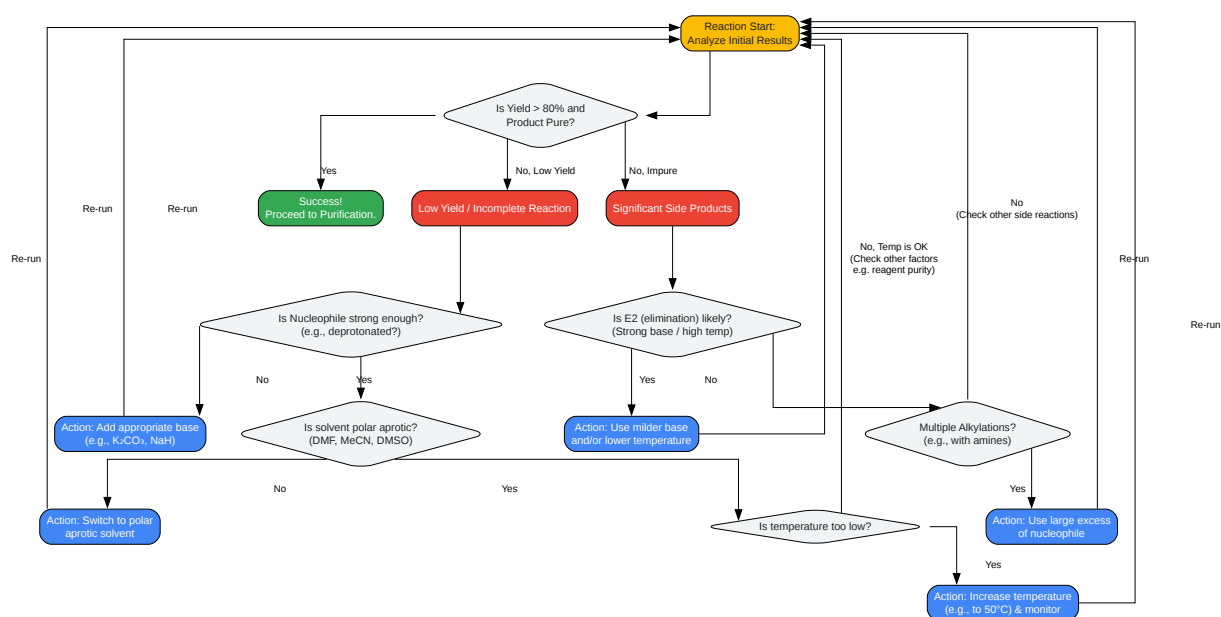 Reaction Start:
Analyze Initial Results
Is Yield > 80% and
Product Pure?
Yes
No, Low Yield
No, Impure
Success!
Proceed to Purification.
Low Yield / Incomplete Reaction
Significant Side Products
Re-run
Re-run
No
(Check other side reactions)
Re-run
No, Temp is OK
(Check other factors
e.g. reagent purity)
Re-run
Re-run
Is Nucleophile strong enough?
(e.g., deprotonated?)
Is E2 (elimination) likely?
(Strong base / high temp)
No
Yes
Yes
No
Action: Add appropriate base
(e.g., K₂CO₃, NaH)
Is solvent polar aprotic?
(DMF, MeCN, DMSO)
Action: Use milder base
and/or lower temperature
Multiple Alkylations?
(e.g., with amines)
No
Yes
Yes
Action: Switch to polar
aprotic solvent
Is temperature too low?
Action: Use large excess
of nucleophile
Yes
Action: Increase temperature
(e.g., to 50°C) & monitor